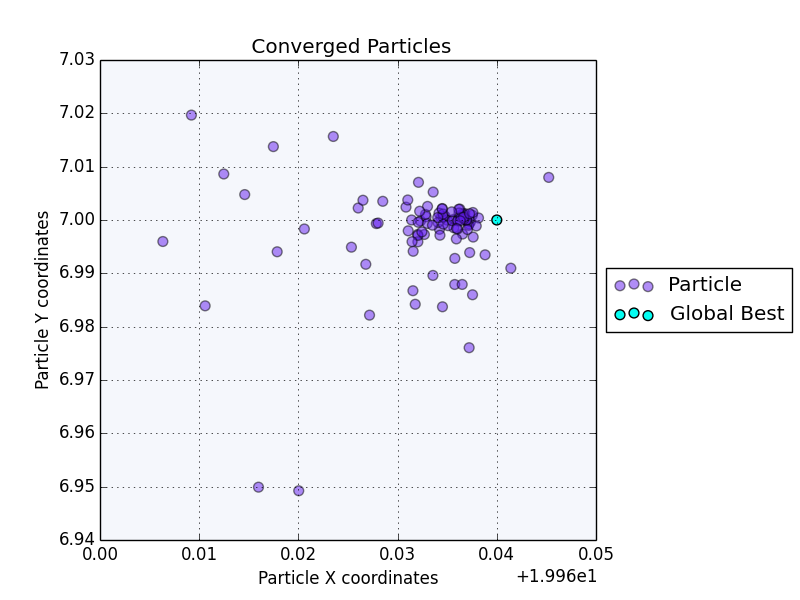 Converged Particles
7.03
7.02
7.01
7.00
6.99
6.98
6.97
6.96
6.95
6.94
Particle Y coordinates
0.00 0.01 0.02 0.03 0.04 0.05
+1.996e1
Particle X coordinates
Particle
Global Best